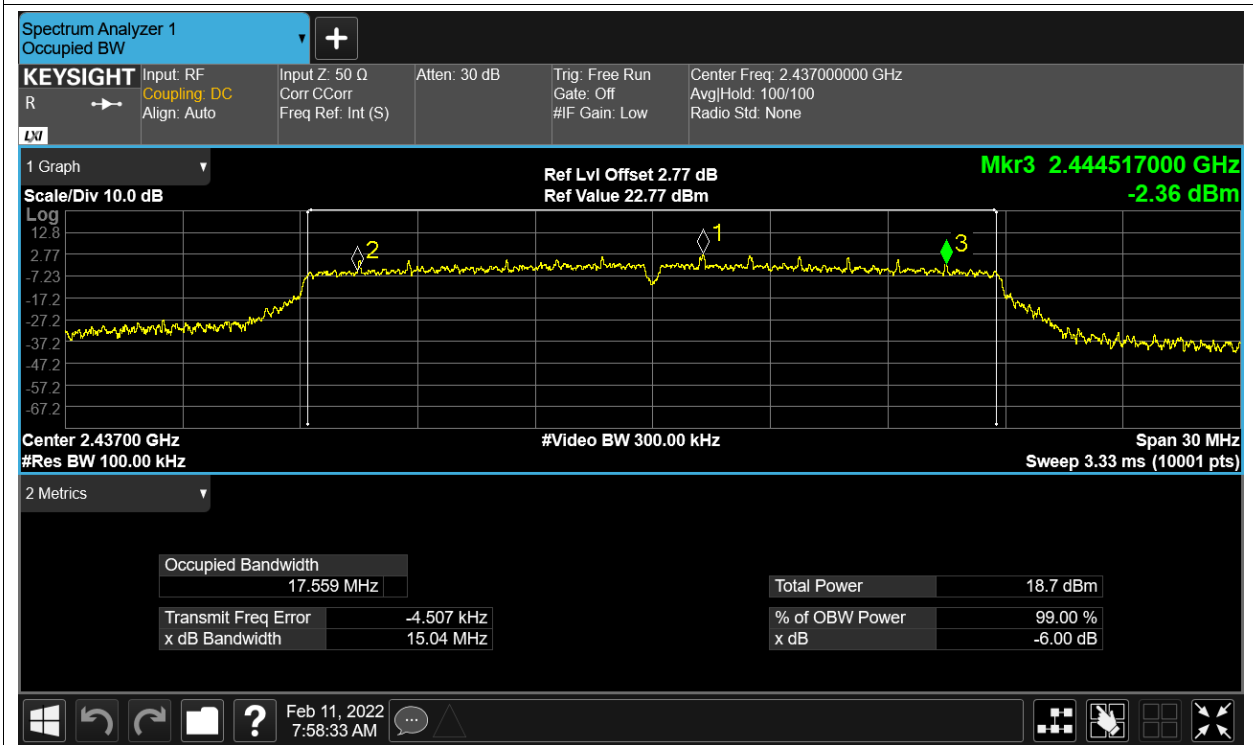 Spectrum Analyzer 1
Occupied BW
KEYSIGHT
R
LXI
Input: RF
Coupling: DC
Align: Auto
Input Z: 50 Ω
Corr CCorr
Freq Ref: Int (S)
Atten: 30 dB
Trig: Free Run
Gate: Off
#IF Gain: Low
Center Freq: 2.437000000 GHz
Avg|Hold: 100/100
Radio Std: None
1 Graph
Scale/Div 10.0 dB
Ref Lvl Offset 2.77 dB
Ref Value 22.77 dBm
Mkr3 2.444517000 GHz
-2.36 dBm
Log
12.8
2.77
-7.23
-17.2
-27.2
-37.2
-47.2
-57.2
-67.2
2
1
3
Center 2.43700 GHz
#Video BW 300.00 kHz
Span 30 MHz
#Res BW 100.00 kHz
Sweep 3.33 ms (10001 pts)
2 Metrics
Occupied Bandwidth
17.559 MHz
Total Power 18.7 dBm
Transmit Freq Error -4.507 kHz
% of OBW Power 99.00 %
x dB Bandwidth 15.04 MHz
x dB -6.00 dB
?
Feb 11, 2022
7:58:33 AM